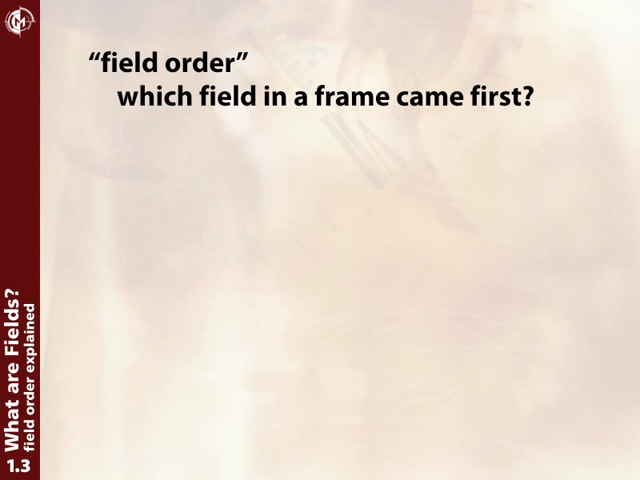 “field order”
which field in a frame came first?
What are Fields?
field order explained
1.3